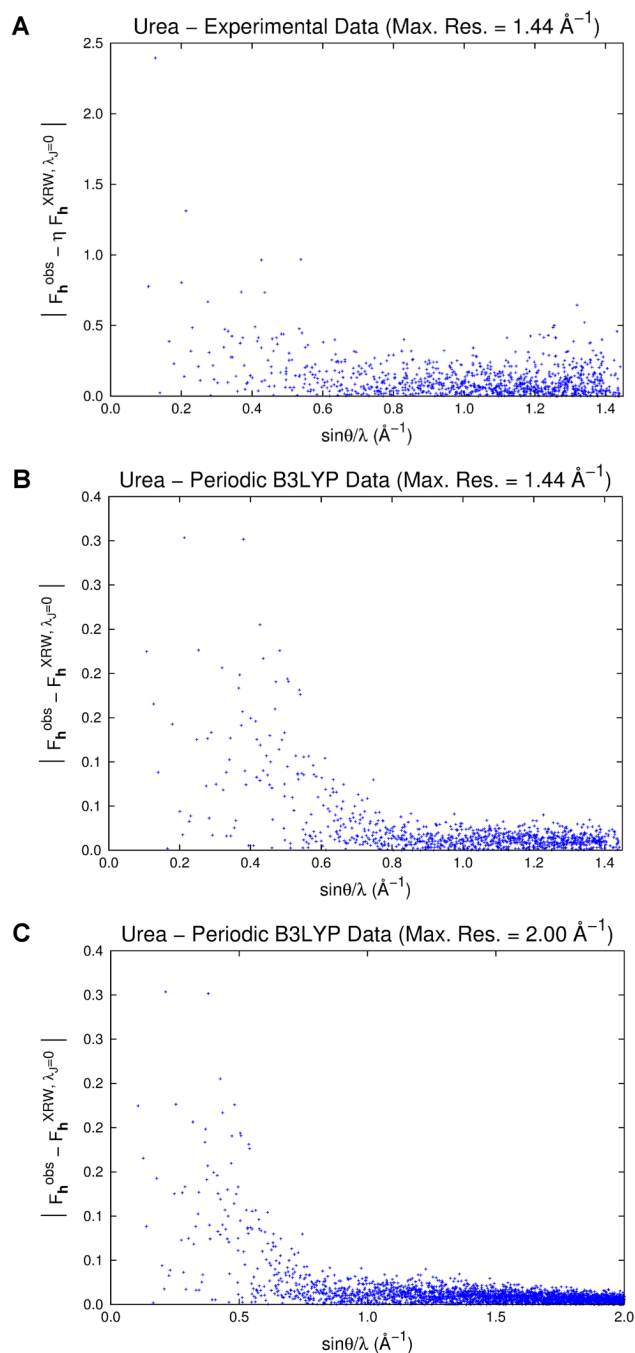 A
Urea – Experimental Data (Max. Res. = 1.44 Å⁻¹)
2.5
2.0
1.5
1.0
0.5
0.0
| F_h^obs – η F_h^XRW, λ_J=0 |
0.0 0.2 0.4 0.6 0.8 1.0 1.2 1.4
sinθ/λ (Å⁻¹)
B
Urea – Periodic B3LYP Data (Max. Res. = 1.44 Å⁻¹)
0.4
0.3
0.3
0.2
0.2
0.2
0.1
0.1
0.0
| F_h^obs – F_h^XRW, λ_J=0 |
0.0 0.2 0.4 0.6 0.8 1.0 1.2 1.4
sinθ/λ (Å⁻¹)
C
Urea – Periodic B3LYP Data (Max. Res. = 2.00 Å⁻¹)
0.4
0.3
0.3
0.2
0.2
0.2
0.1
0.1
0.0
| F_h^obs – F_h^XRW, λ_J=0 |
0.0 0.5 1.0 1.5 2.0
sinθ/λ (Å⁻¹)